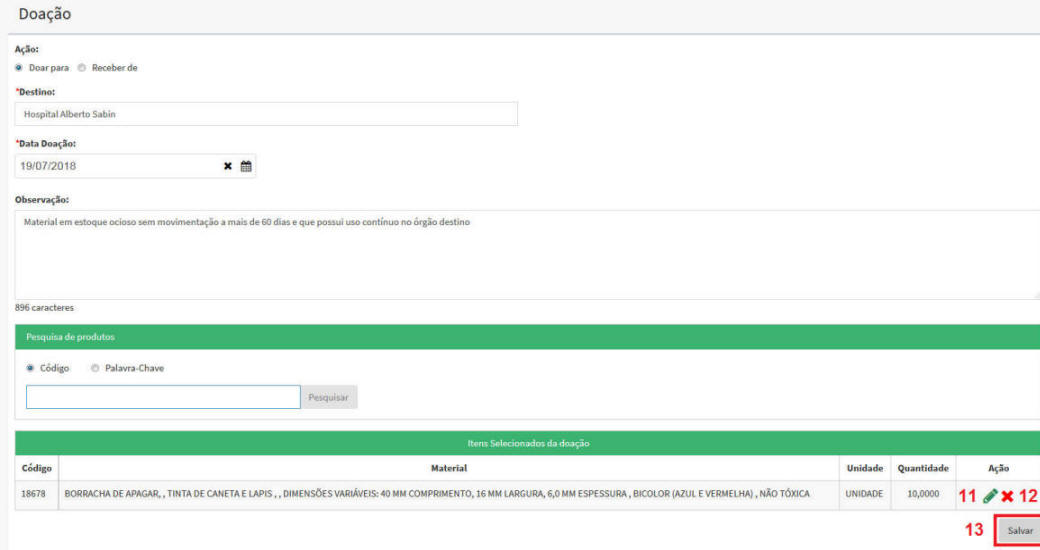 Doação
Ação:
Doar para Receber de
*Destino:
Hospital Alberto Sabin
*Data Doação:
19/07/2018
Observação:
Material em estoque ocioso sem movimentação a mais de 60 dias e que possui uso contínuo no órgão destino
896 caracteres
Pesquisa de produtos
Código Palavra-Chave
Pesquisar
Itens Selecionados da doação
Código Material Unidade Quantidade Ação
18678 BORRACHA DE APAGAR, , TINTA DE CANETA E LAPIS , , DIMENSÕES VARIÁVEIS: 40 MM COMPRIMENTO, 16 MM LARGURA, 6,0 MM ESPESSURA , BICOLOR (AZUL E VERMELHA) , NÃO TÓXICA UNIDADE 10,0000 11 12
13 Salvar